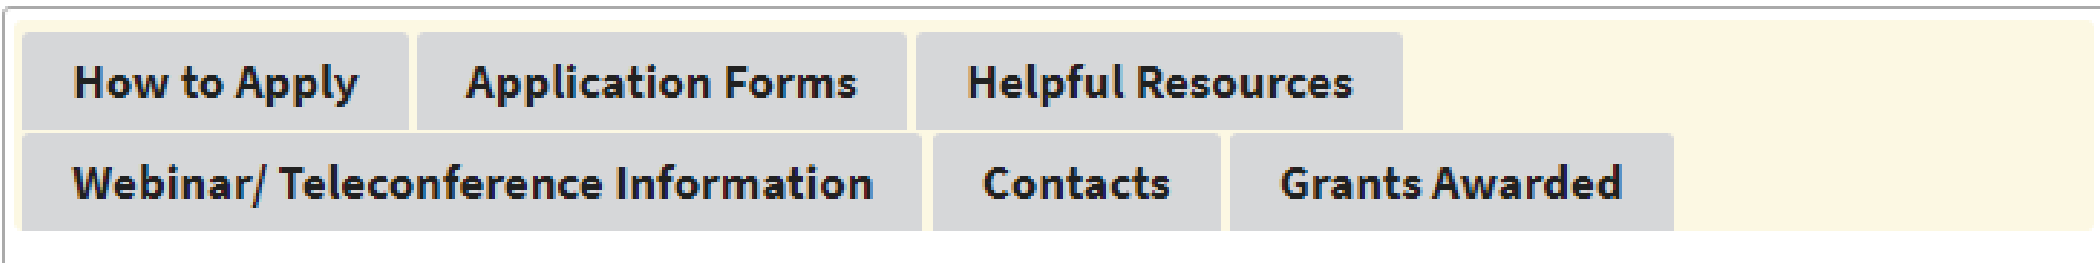 How to Apply Application Forms Helpful Resources
Webinar/ Teleconference Information Contacts Grants Awarded